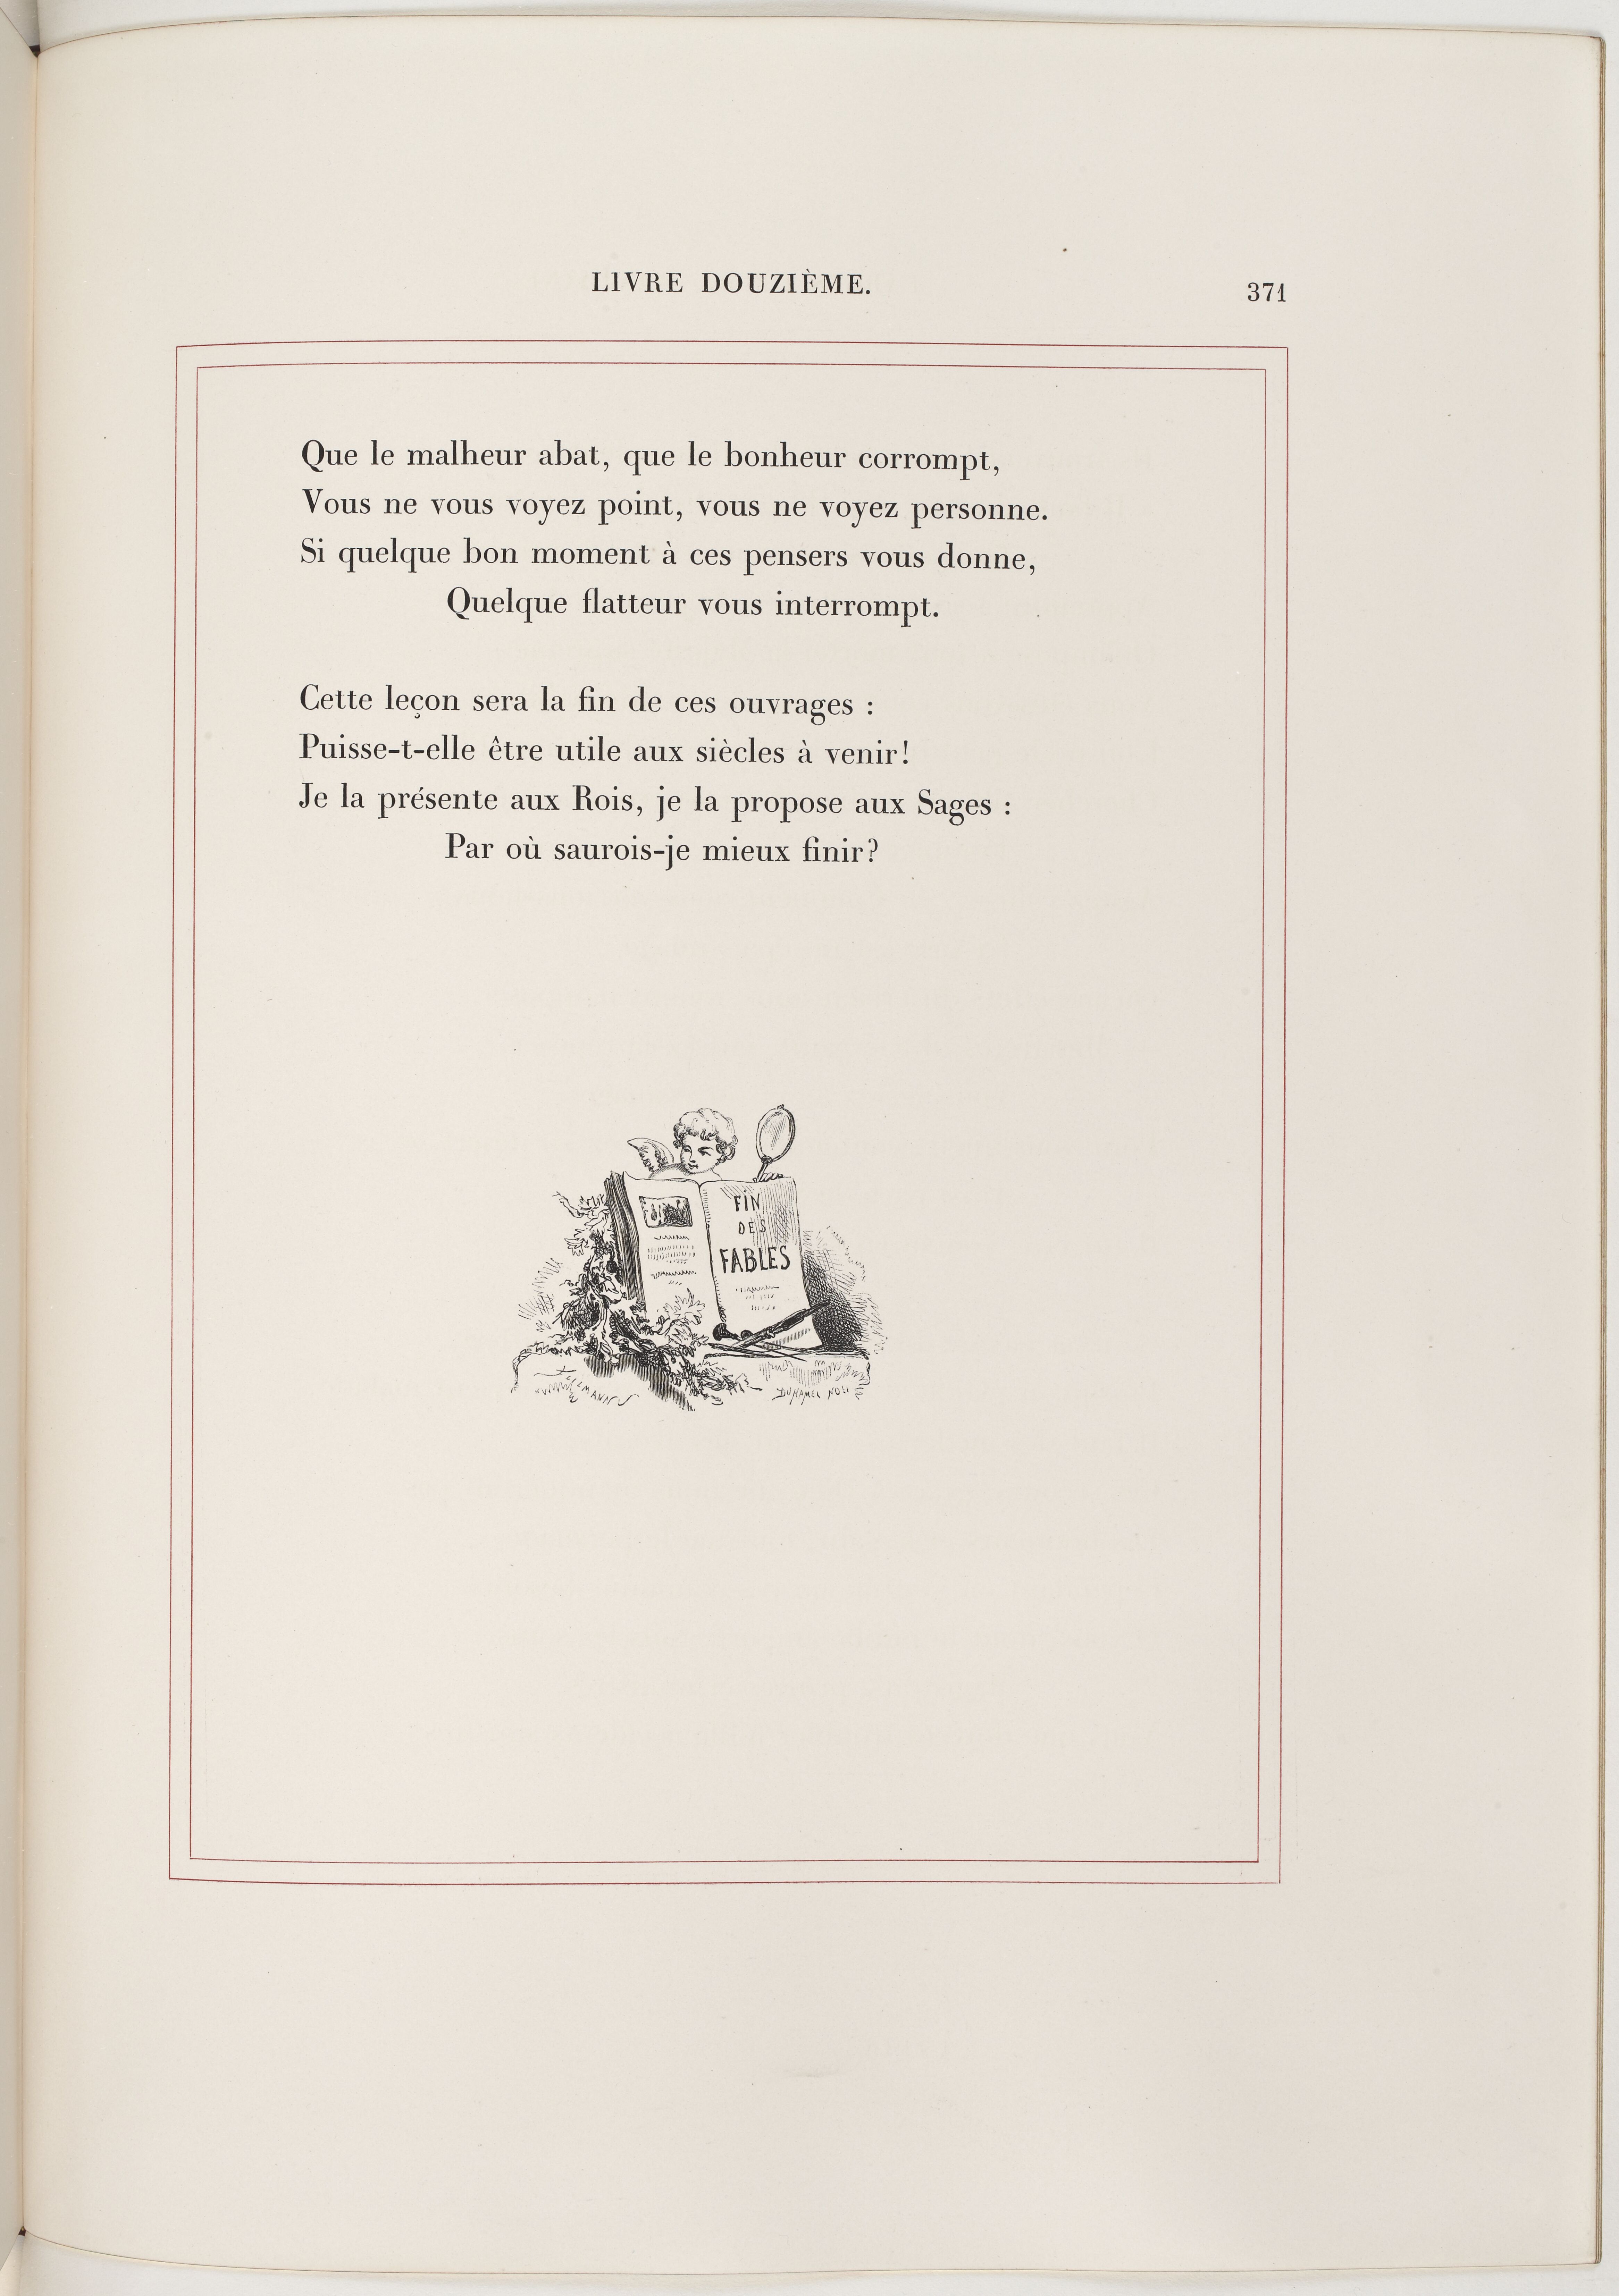 LIVRE DOUZIÈME.
371
Que le malheur abat, que le bonheur corrompt,
Vous ne vous voyez point, vous ne voyez personne.
Si quelque bon moment à ces pensers vous donne,
Quelque flatteur vous interrompt.
Cette leçon sera la fin de ces ouvrages :
Puisse-t-elle être utile aux siècles à venir!
Je la présente aux Rois, je la propose aux Sages :
Par où saurois-je mieux finir?
FIN
DES
FABLES
DUHAMEL